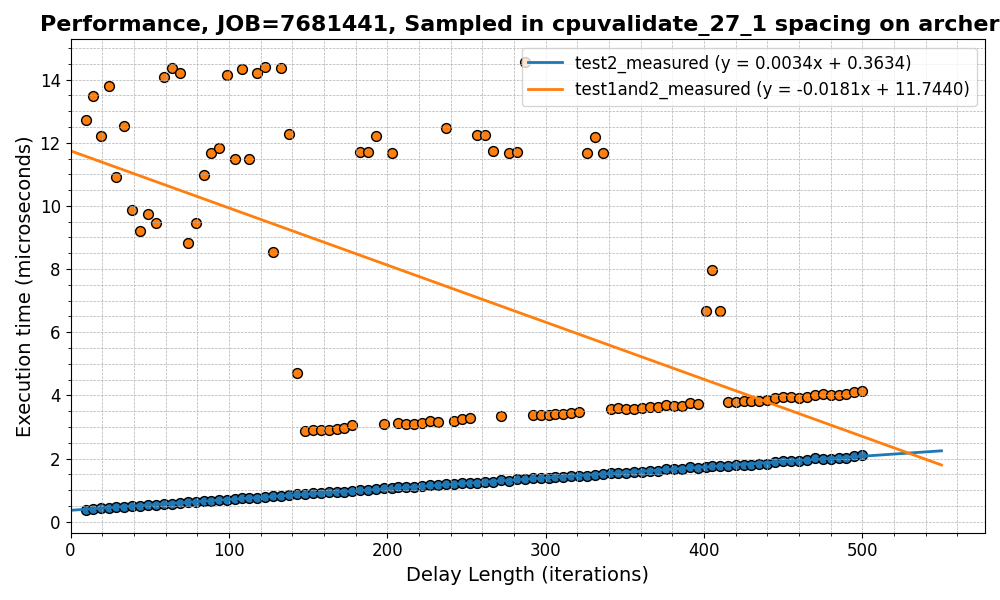 Performance, JOB=7681441, Sampled in cpuvalidate_27_1 spacing on archer
test2_measured (y = 0.0034x + 0.3634)
test1and2_measured (y = -0.0181x + 11.7440)
Execution time (microseconds)
14
12
10
8
6
4
2
0
0 100 200 300 400 500
Delay Length (iterations)